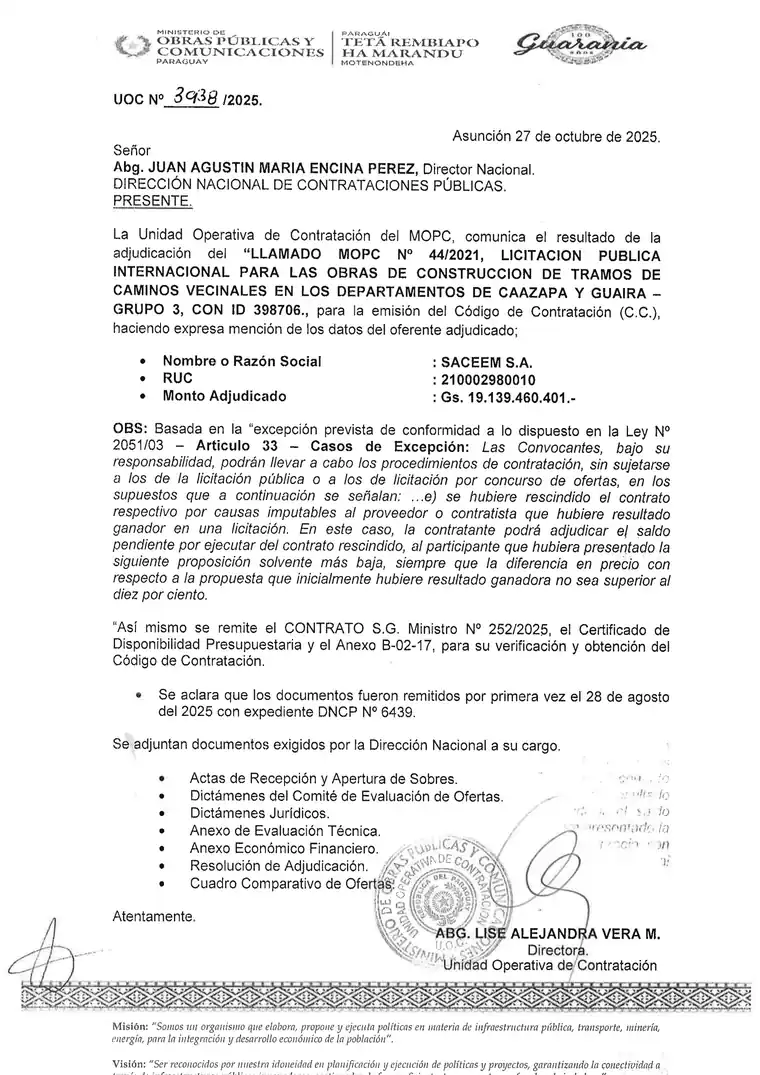 MINISTERIO DE
OBRAS PÚBLICAS Y
COMUNICACIONES
PARAGUAY
PARAGUÁI
TETÃ REMBIAPO
HA MARANDU
MOTENONDEHA
100
AÑOS
Guarania
UOC Nº 3938 /2025.
Asunción 27 de octubre de 2025.
Señor
Abg. JUAN AGUSTIN MARIA ENCINA PEREZ, Director Nacional.
DIRECCIÓN NACIONAL DE CONTRATACIONES PÚBLICAS.
PRESENTE.
La Unidad Operativa de Contratación del MOPC, comunica el resultado de la
adjudicación del “LLAMADO MOPC Nº 44/2021, LICITACION PUBLICA
INTERNACIONAL PARA LAS OBRAS DE CONSTRUCCION DE TRAMOS DE
CAMINOS VECINALES EN LOS DEPARTAMENTOS DE CAAZAPA Y GUAIRA –
GRUPO 3, CON ID 398706., para la emisión del Código de Contratación (C.C.),
haciendo expresa mención de los datos del oferente adjudicado;
• Nombre o Razón Social : SACEEM S.A.
• RUC : 210002980010
• Monto Adjudicado : Gs. 19.139.460.401.-
OBS: Basada en la “excepción prevista de conformidad a lo dispuesto en la Ley Nº
2051/03 – Articulo 33 – Casos de Excepción: Las Convocantes, bajo su
responsabilidad, podrán llevar a cabo los procedimientos de contratación, sin sujetarse
a los de la licitación pública o a los de licitación por concurso de ofertas, en los
supuestos que a continuación se señalan: ...e) se hubiere rescindido el contrato
respectivo por causas imputables al proveedor o contratista que hubiere resultado
ganador en una licitación. En este caso, la contratante podrá adjudicar el saldo
pendiente por ejecutar del contrato rescindido, al participante que hubiera presentado la
siguiente proposición solvente más baja, siempre que la diferencia en precio con
respecto a la propuesta que inicialmente hubiere resultado ganadora no sea superior al
diez por ciento.
“Así mismo se remite el CONTRATO S.G. Ministro Nº 252/2025, el Certificado de
Disponibilidad Presupuestaria y el Anexo B-02-17, para su verificación y obtención del
Código de Contratación.
• Se aclara que los documentos fueron remitidos por primera vez el 28 de agosto
del 2025 con expediente DNCP Nº 6439.
Se adjuntan documentos exigidos por la Dirección Nacional a su cargo.
• Actas de Recepción y Apertura de Sobres.
• Dictámenes del Comité de Evaluación de Ofertas.
• Dictámenes Jurídicos.
• Anexo de Evaluación Técnica.
• Anexo Económico Financiero.
• Resolución de Adjudicación.
• Cuadro Comparativo de Ofertas.
MINISTERIO DE OBRAS PUBLICAS Y COMUNICACIONES
UNIDAD OPERATIVA DE CONTRATACIÓN
REPUBLICA DEL PARAGUAY
U.O.C.
Atentamente.
ABG. LISE ALEJANDRA VERA M.
Directora.
Unidad Operativa de Contratación
Misión: "Somos un organismo que elabora, propone y ejecuta políticas en materia de infraestructura pública, transporte, minería,
energía, para la integración y desarrollo económico de la población".
Visión: "Ser reconocidos por nuestra idoneidad en planificación y ejecución de políticas y proyectos, garantizando la conectividad a